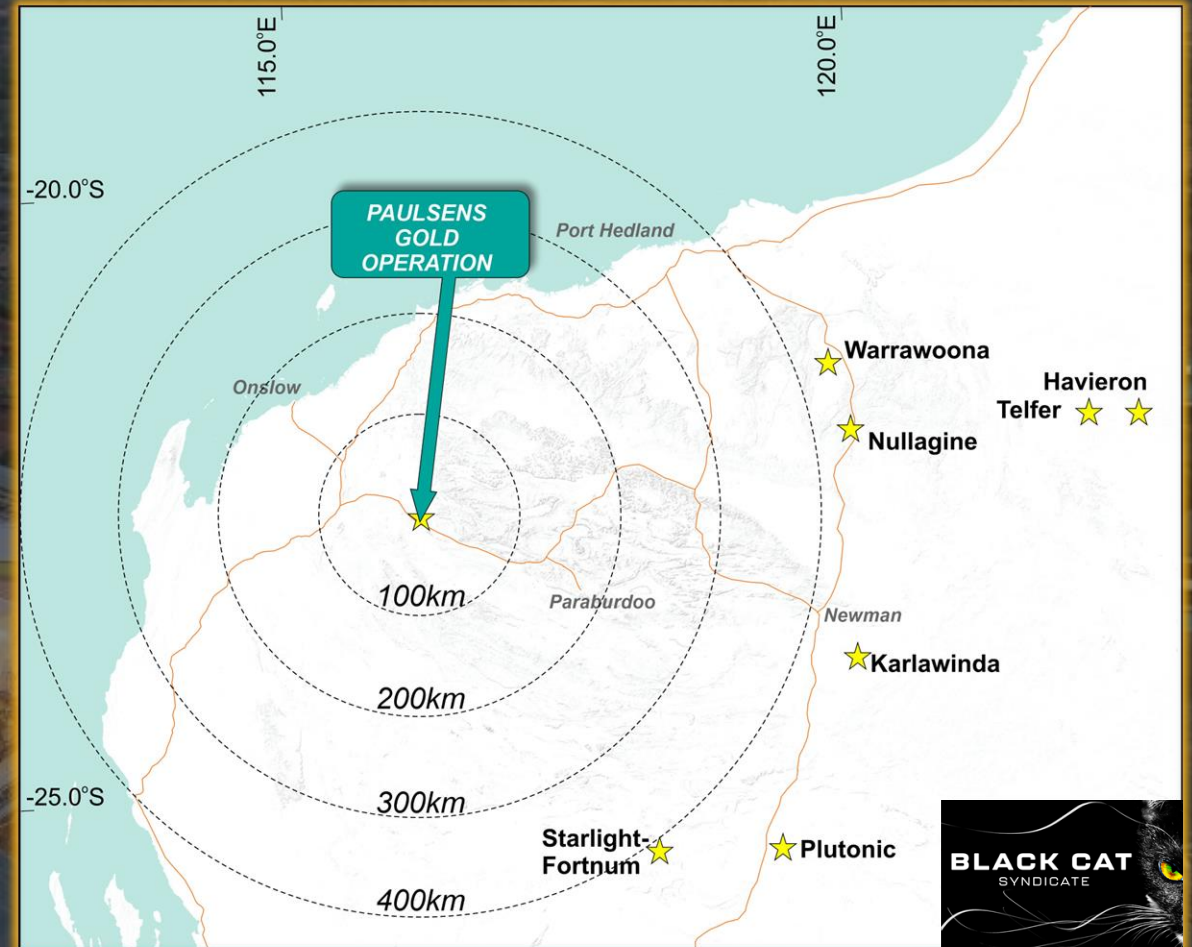 115.0°E
120.0°E
-20.0°S
PAULSENS
GOLD
OPERATION
Port Hedland
Warrawoona
Havieron
Onslow
Telfer
Nullagine
100km
Paraburdoo
Newman
Karlawinda
200km
-25.0°S
300km
Starlight-
Fortnum
Plutonic
BLACK CAT
SYNDICATE
400km